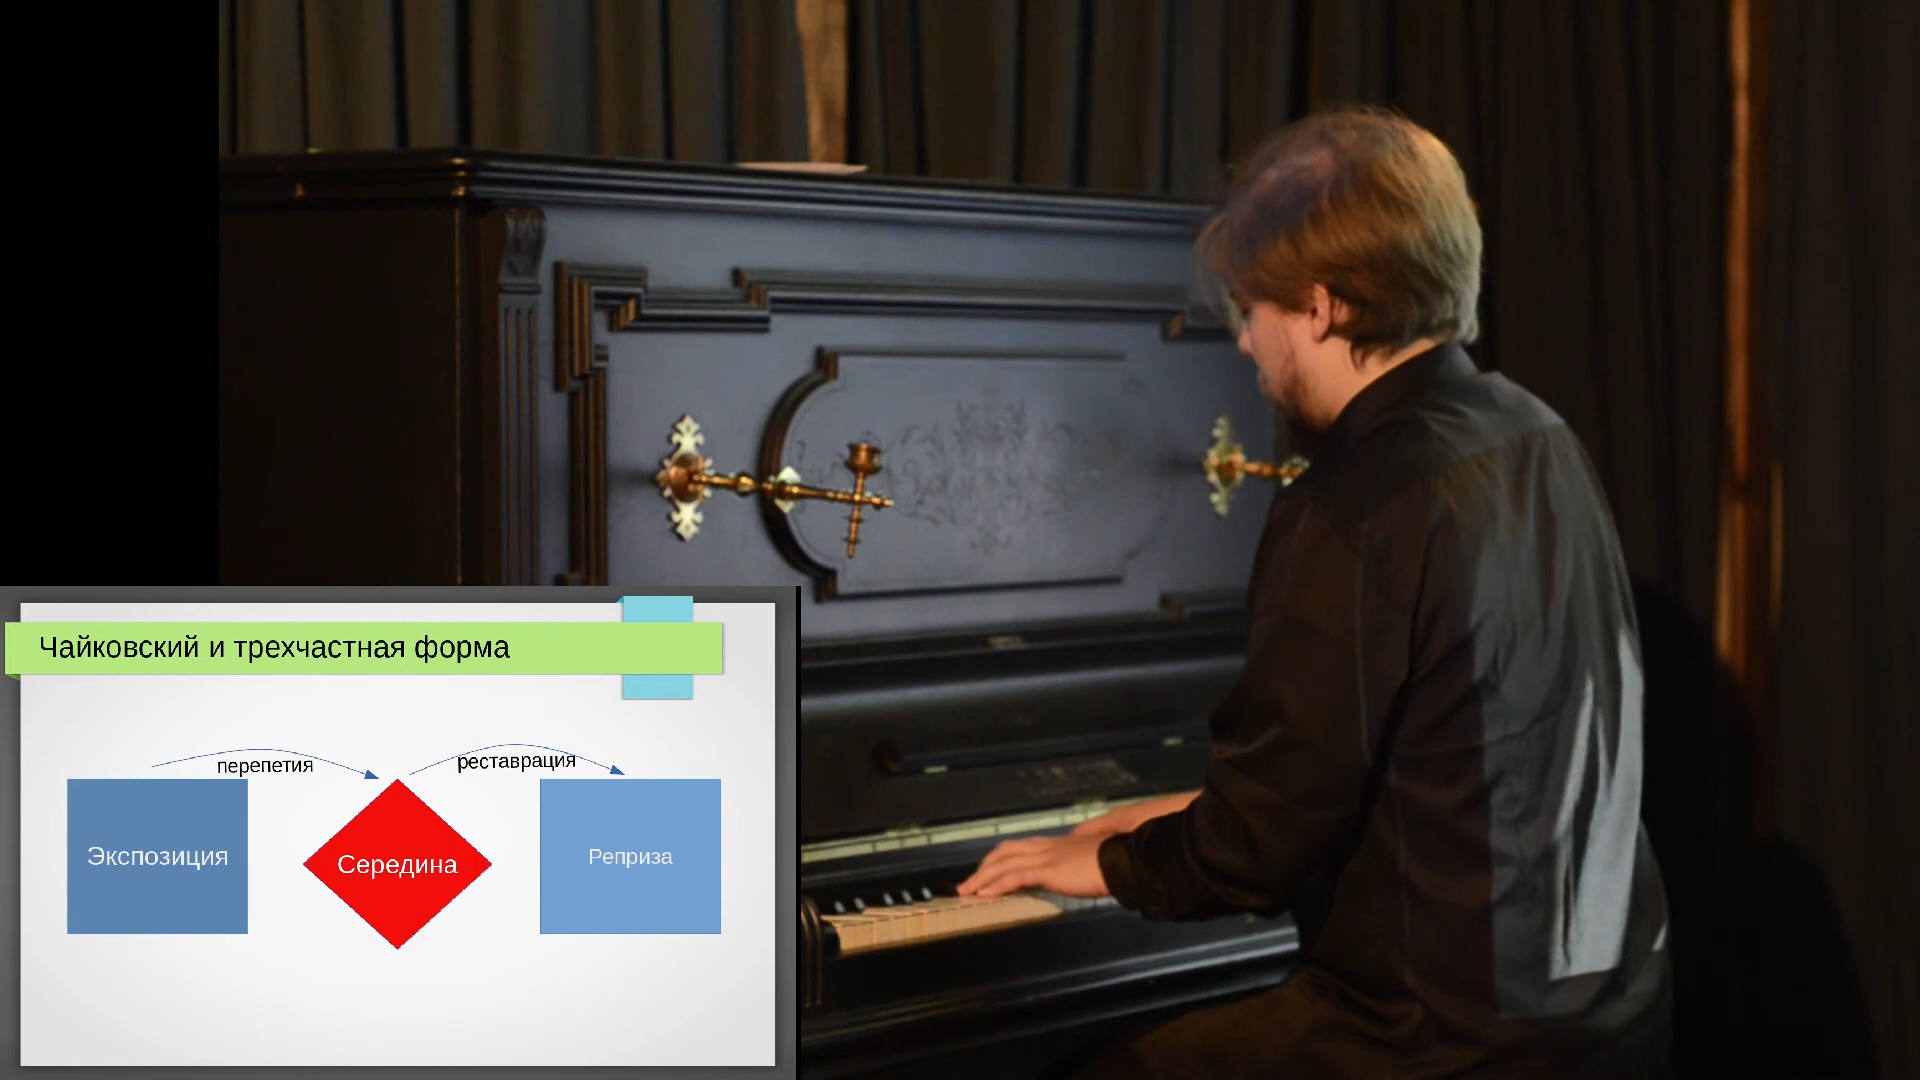 Чайковский и трехчастная форма
перепетия
реставрация
Экспозиция
Середина
Реприза